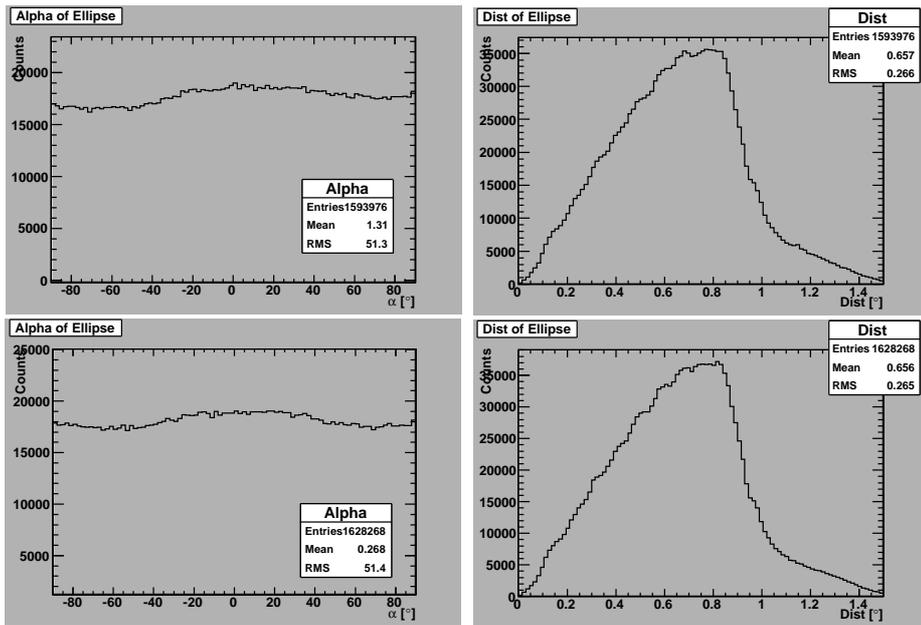 Alpha of Ellipse
Counts
20000
15000
10000
5000
0
-80 -60 -40 -20 0 20 40 60 80
α [°]
Alpha
Entries1593976
Mean 1.31
RMS 51.3
Dist of Ellipse
Counts
35000
30000
25000
20000
15000
10000
5000
0
0 0.2 0.4 0.6 0.8 1 1.2 1.4
Dist [°]
Dist
Entries 1593976
Mean 0.657
RMS 0.266
Alpha of Ellipse
Counts
25000
20000
15000
10000
5000
-80 -60 -40 -20 0 20 40 60 80
α [°]
Alpha
Entries1628268
Mean 0.268
RMS 51.4
Dist of Ellipse
Counts
35000
30000
25000
20000
15000
10000
5000
0
0 0.2 0.4 0.6 0.8 1 1.2 1.4
Dist [°]
Dist
Entries 1628268
Mean 0.656
RMS 0.265